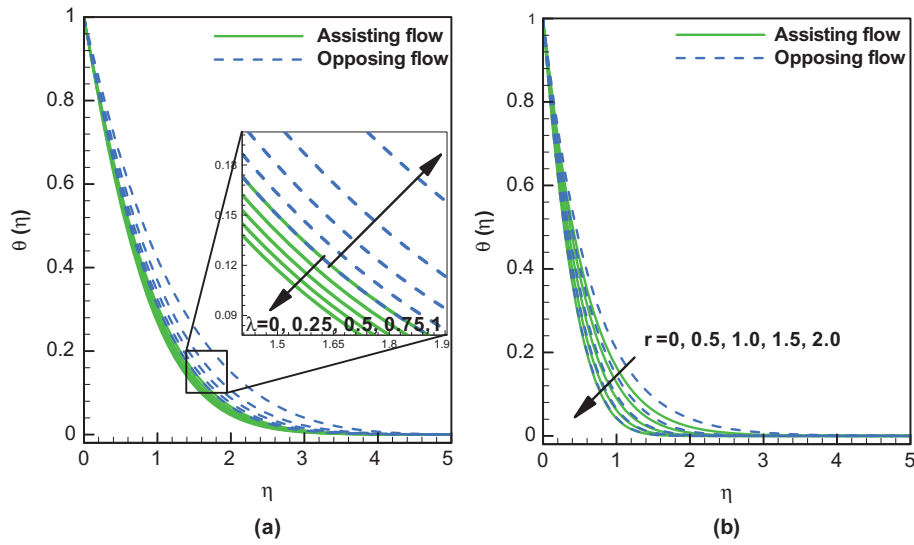 1
0.8
0.6
0.4
0.2
0
θ (η)
Assisting flow
Opposing flow
0.18
0.15
0.12
0.09
λ=0, 0.25, 0.5, 0.75,1
1.5 1.65 1.8 1.9
0 1 2 3 4 5
η
(a)
1
0.8
0.6
0.4
0.2
0
θ (η)
Assisting flow
Opposing flow
r=0, 0.5, 1.0, 1.5, 2.0
0 1 2 3 4 5
η
(b)